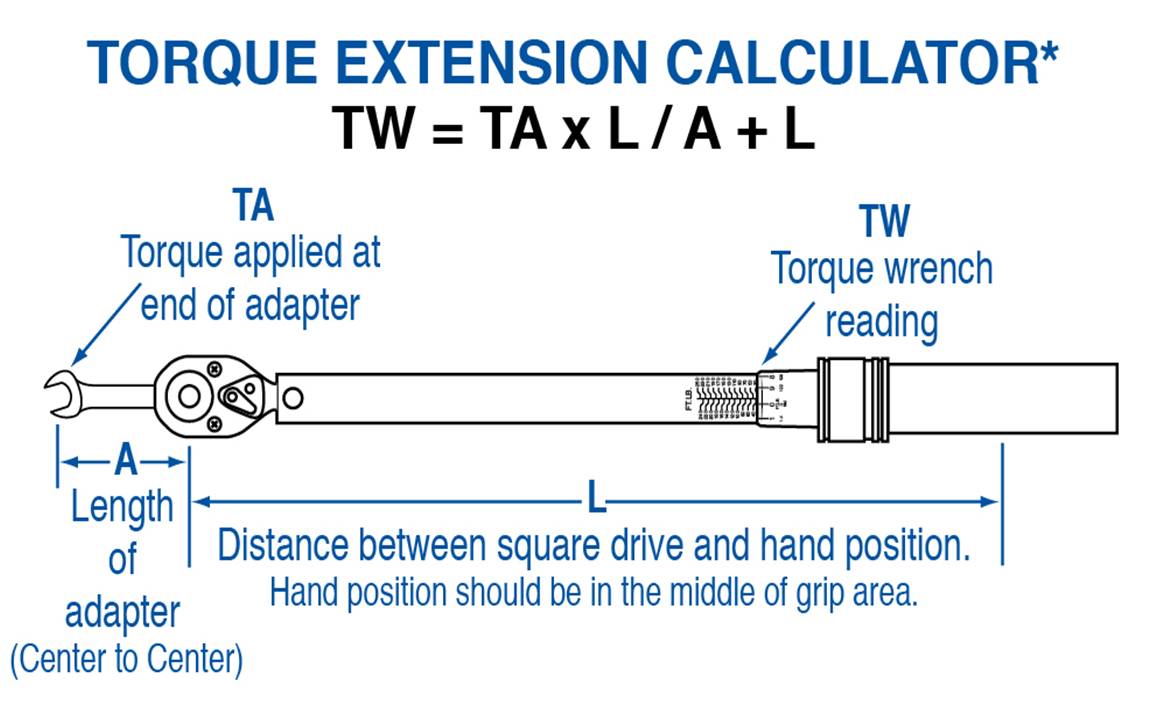 TORQUE EXTENSION CALCULATOR*
TW = TA x L / A + L
TA
Torque applied at
end of adapter
TW
Torque wrench
reading
FT.LB.
A
Length
of
adapter
(Center to Center)
L
Distance between square drive and hand position.
Hand position should be in the middle of grip area.